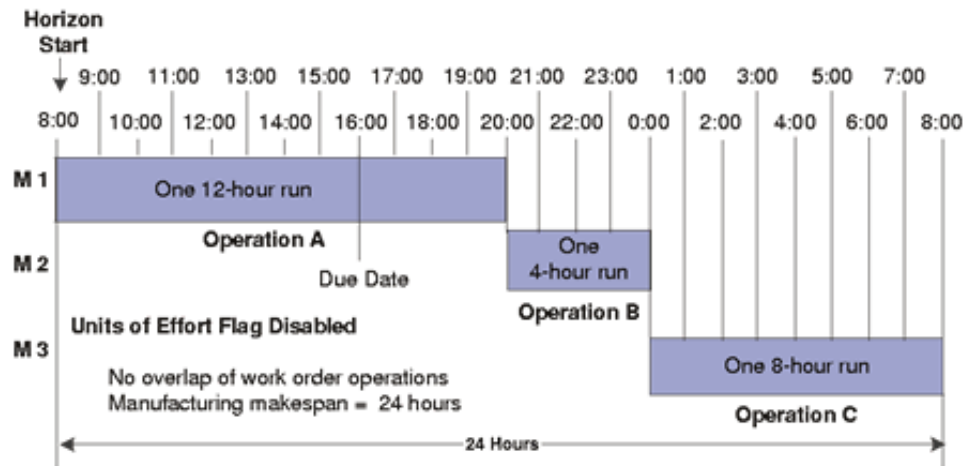 Horizon
Start
9:00 11:00 13:00 15:00 17:00 19:00 21:00 23:00 1:00 3:00 5:00 7:00
8:00 10:00 12:00 14:00 16:00 18:00 20:00 22:00 0:00 2:00 4:00 6:00 8:00
M 1
One 12-hour run
Operation A
M 2
One
4-hour run
Due Date
Operation B
Units of Effort Flag Disabled
M 3
One 8-hour run
No overlap of work order operations
Manufacturing makespan = 24 hours
Operation C
24 Hours